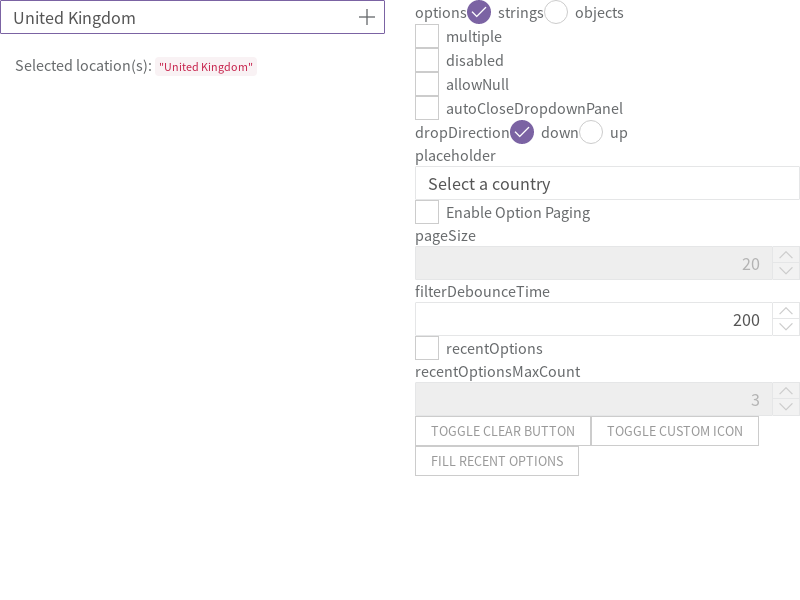 United Kingdom
Selected location(s): "United Kingdom"
options strings objects
multiple
disabled
allowNull
autoCloseDropdownPanel
dropDirection down up
placeholder
Select a country
Enable Option Paging
pageSize
20
filterDebounceTime
200
recentOptions
recentOptionsMaxCount
3
TOGGLE CLEAR BUTTON TOGGLE CUSTOM ICON
FILL RECENT OPTIONS